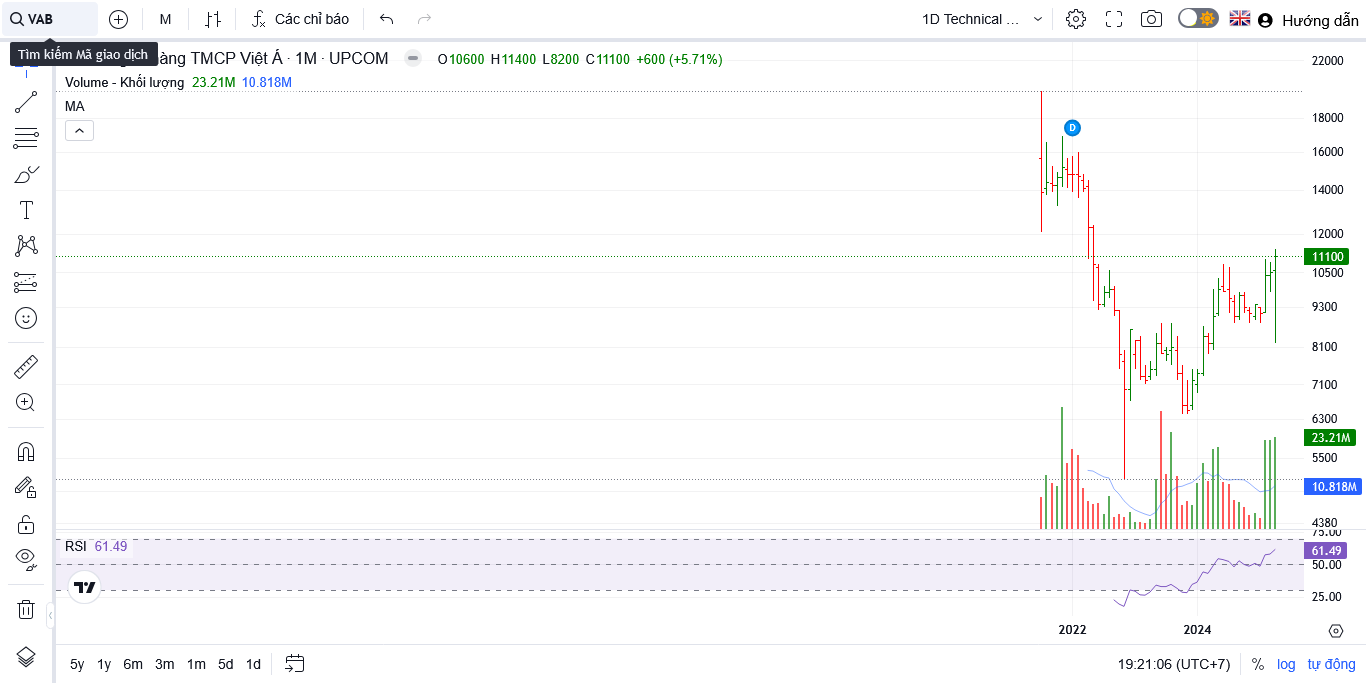 VAB
M
Các chỉ báo
1D Technical ...
Hướng dẫn
Tìm kiếm Mã giao dịch
àng TMCP Việt Á · 1M · UPCOM
O10600 H11400 L8200 C11100 +600 (+5.71%)
Volume - Khối lượng 23.21M 10.818M
MA
D
22000
18000
16000
14000
12000
11100
10500
9300
8100
7100
6300
23.21M
5500
10.818M
4380
75.00
RSI 61.49
61.49
50.00
25.00
2022
2024
5y 1y 6m 3m 1m 5d 1d
19:21:06 (UTC+7)
% log tự động